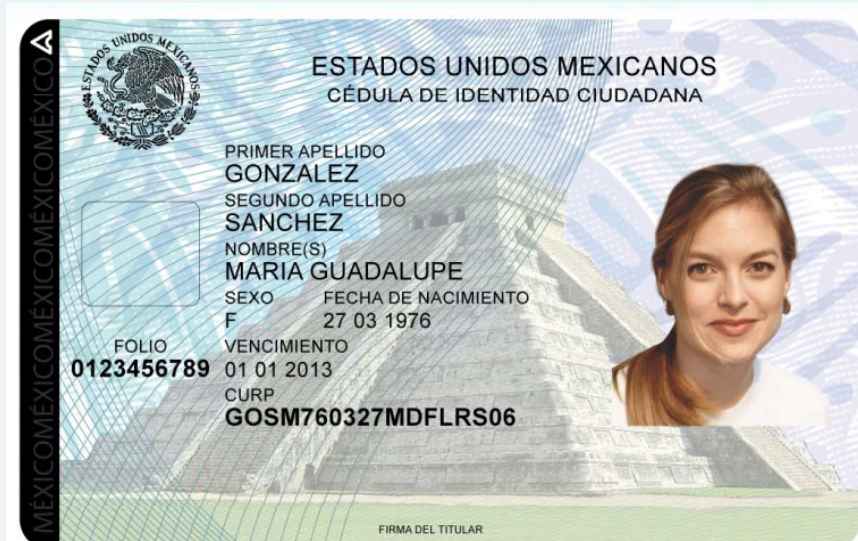 ESTADOS UNIDOS MEXICANOS
ESTADOS UNIDOS MEXICANOS
CÉDULA DE IDENTIDAD CIUDADANA
PRIMER APELLIDO
GONZALEZ
SEGUNDO APELLIDO
SANCHEZ
NOMBRE(S)
MARIA GUADALUPE
SEXO FECHA DE NACIMIENTO
F 27 03 1976
FOLIO VENCIMIENTO
0123456789 01 01 2013
CURP
GOSM760327MDFLRS06
FIRMA DEL TITULAR
MÉXICOMÉXICOMÉXICOMÉXICOMÉXICO